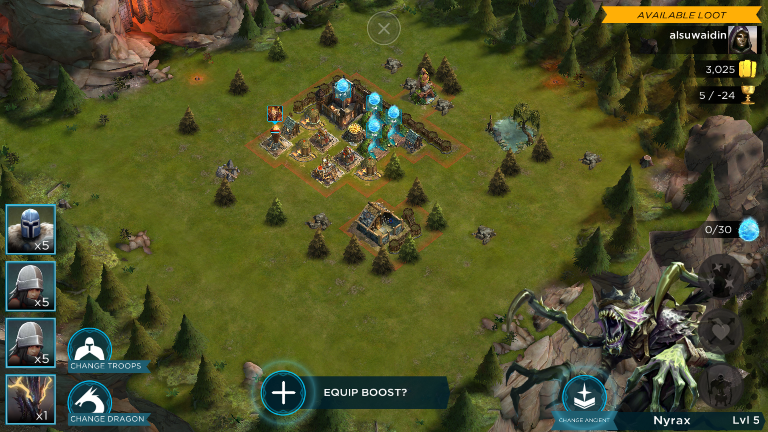 AVAILABLE LOOT
alsuwaidin
3,025
5 / -24
x5
0/30
x5
x5
CHANGE TROOPS
x1
CHANGE DRAGON
EQUIP BOOST?
CHANGE ANCIENT
Nyrax
Lvl 5